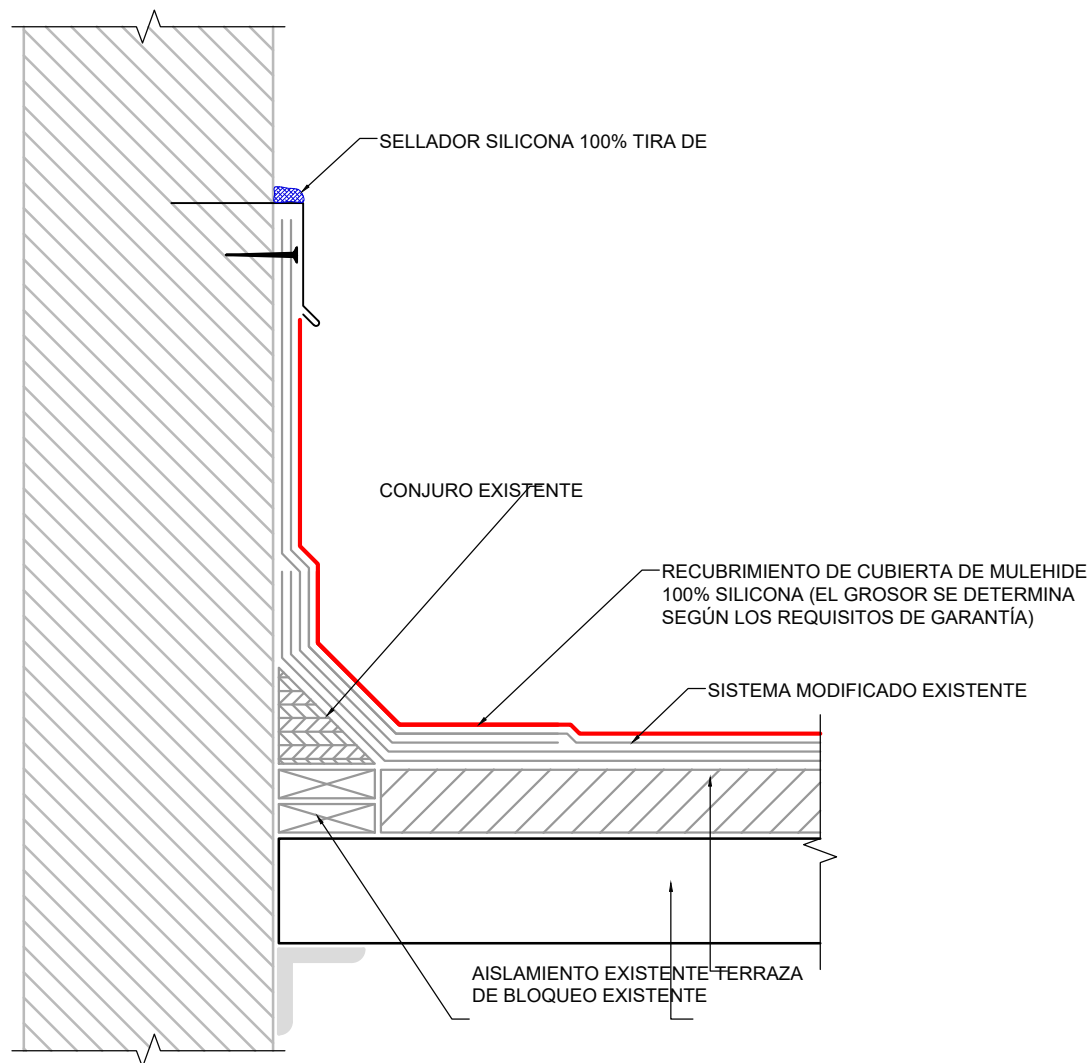 SELLADOR SILICONA 100% TIRA DE
CONJURO EXISTENTE
RECUBRIMIENTO DE CUBIERTA DE MULEHIDE
100% SILICONA (EL GROSOR SE DETERMINA
SEGÚN LOS REQUISITOS DE GARANTÍA)
SISTEMA MODIFICADO EXISTENTE
AISLAMIENTO EXISTENTE TERRAZA
DE BLOQUEO EXISTENTE